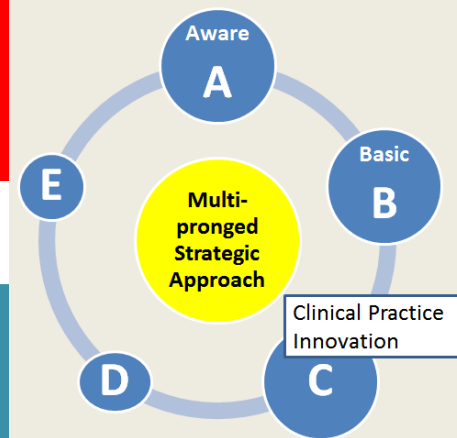 Aware
A
Basic
B
Clinical Practice
Innovation
C
D
E
Multi-
pronged
Strategic
Approach